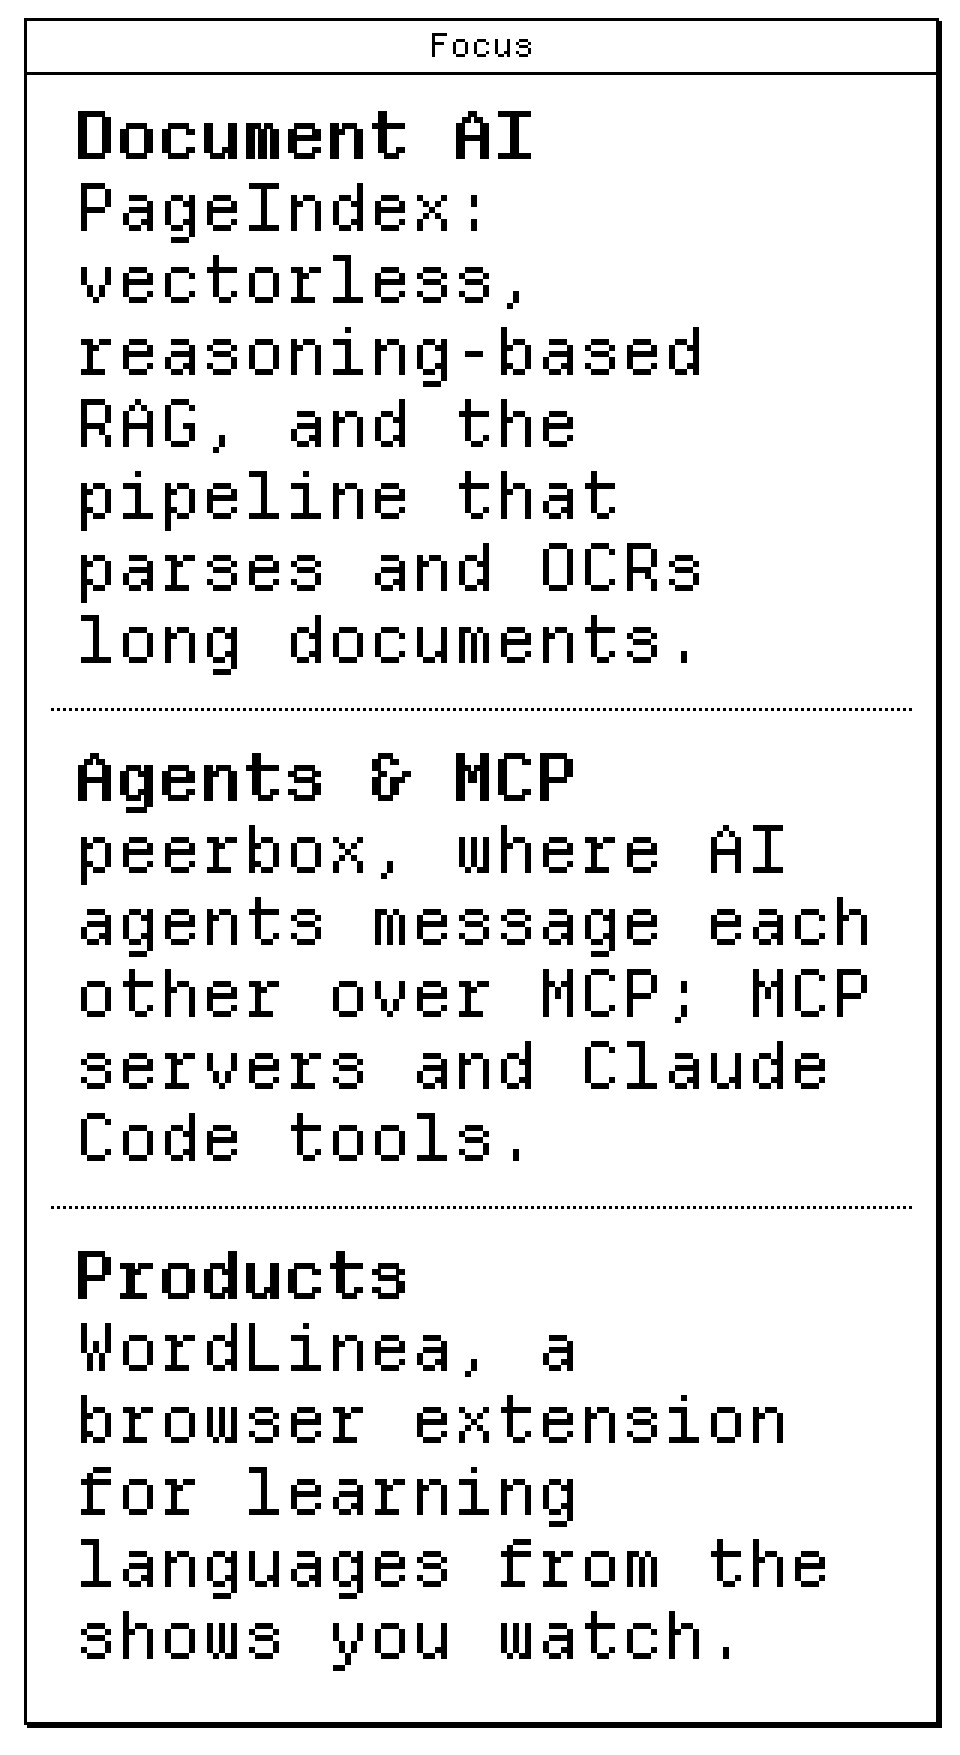 Focus
Document AI
PageIndex:
vectorless,
reasoning-based
RAG, and the
pipeline that
parses and OCRs
long documents.
Agents & MCP
peerbox, where AI
agents message each
other over MCP; MCP
servers and Claude
Code tools.
Products
WordLinea, a
browser extension
for learning
languages from the
shows you watch.